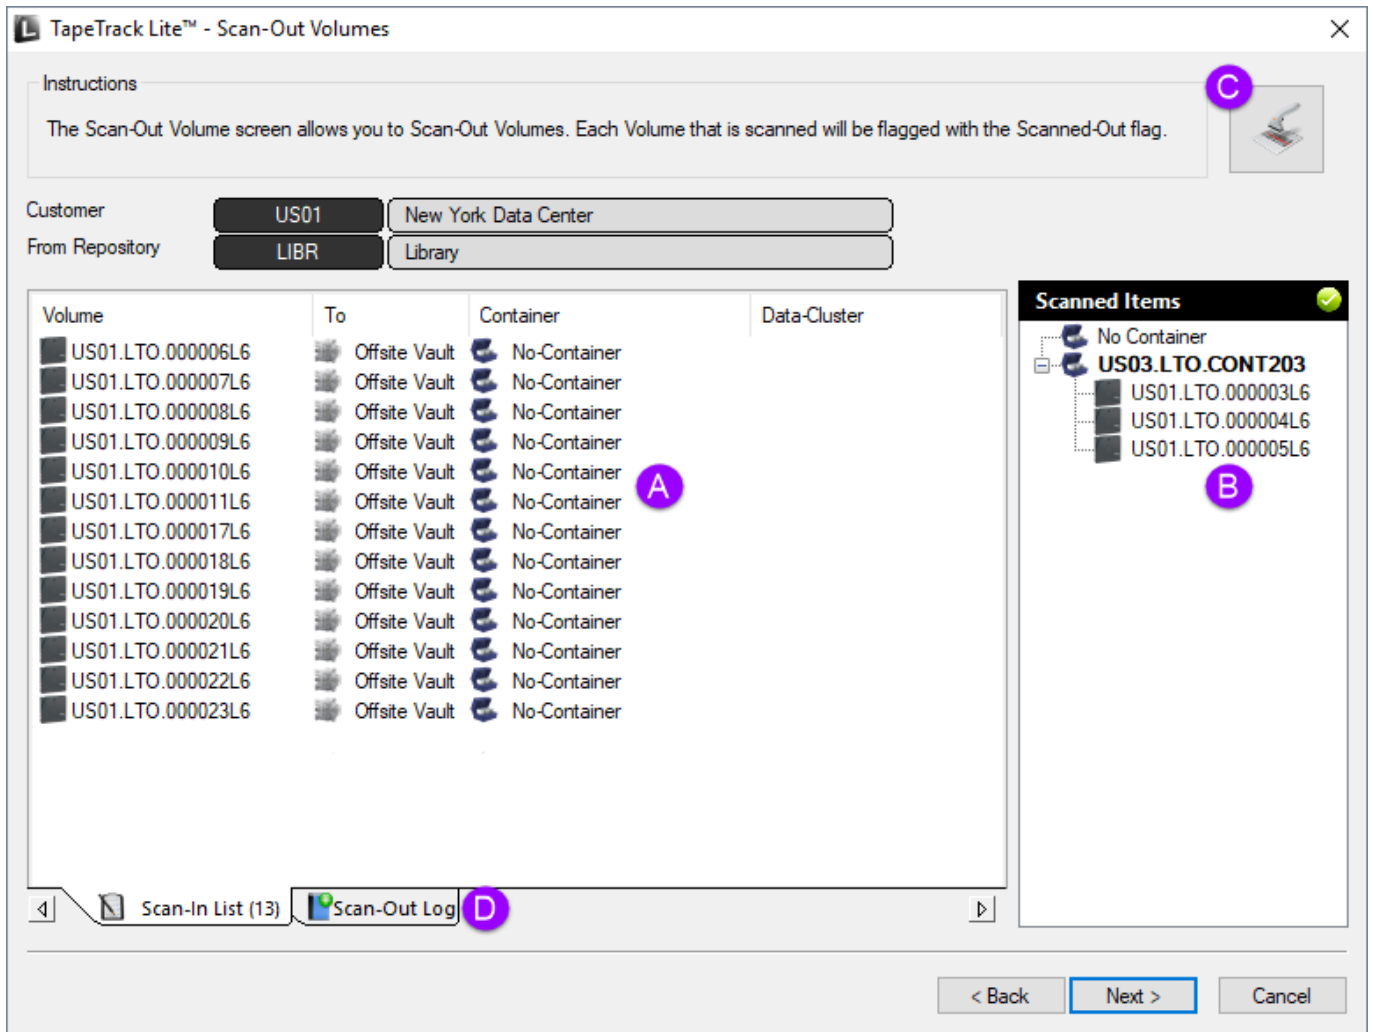 L TapeTrack Lite™ - Scan-Out Volumes
Instructions
C
The Scan-Out Volume screen allows you to Scan-Out Volumes. Each Volume that is scanned will be flagged with the Scanned-Out flag.
Customer US01 New York Data Center
From Repository LIBR Library
Volume To Container Data-Cluster
US01.LTO.000006L6 Offsite Vault No-Container
US01.LTO.000007L6 Offsite Vault No-Container
US01.LTO.000008L6 Offsite Vault No-Container
US01.LTO.000009L6 Offsite Vault No-Container
US01.LTO.000010L6 Offsite Vault No-Container
A
US01.LTO.000011L6 Offsite Vault No-Container
US01.LTO.000017L6 Offsite Vault No-Container
US01.LTO.000018L6 Offsite Vault No-Container
US01.LTO.000019L6 Offsite Vault No-Container
US01.LTO.000020L6 Offsite Vault No-Container
US01.LTO.000021L6 Offsite Vault No-Container
US01.LTO.000022L6 Offsite Vault No-Container
US01.LTO.000023L6 Offsite Vault No-Container
Scanned Items
No Container
US03.LTO.CONT203
US01.LTO.000003L6
US01.LTO.000004L6
US01.LTO.000005L6
B
Scan-In List (13) Scan-Out Log D
< Back Next > Cancel